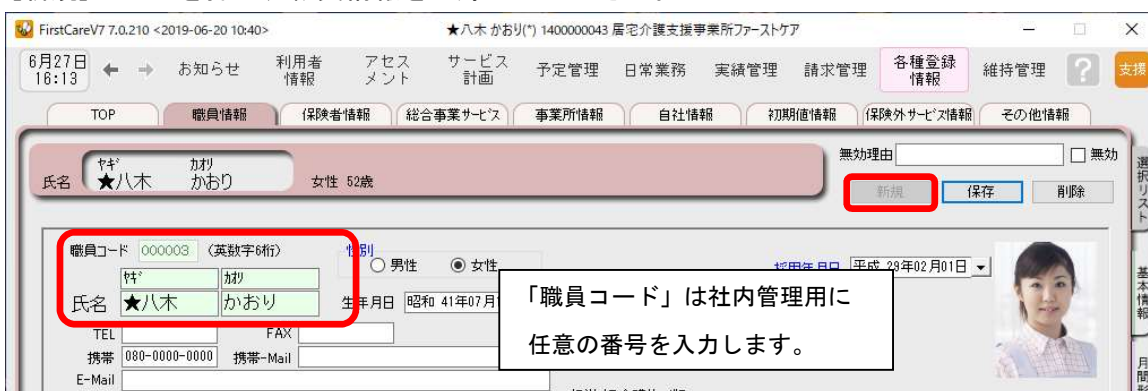 FirstCareV7 7.0.210 <2019-06-20 10:40> ★八木 かおり(*) 1400000043 居宅介護支援事業所ファーストケア
6月27日 16:13 ← → お知らせ 利用者情報 アセスメント サービス計画 予定管理 日常業務 実績管理 請求管理 各種登録情報 維持管理 ? 支援
TOP 職員情報 保険者情報 総合事業サービス 事業所情報 自社情報 初期値情報 保険外サービス情報 その他情報
無効理由 無効
ヤギ カオリ
氏名 ★八木 かおり 女性 52歳
新規 保存 削除
選択リスト
職員コード 000003 (英数字6桁) 性別
男性 女性
ヤギ カオリ
氏名 ★八木 かおり 生年月日 昭和 41年07月
採用年月日 平成 29年02月01日
「職員コード」は社内管理用に
任意の番号を入力します。
基本情報
TEL FAX
携帯 080-0000-0000 携帯-Mail
E-Mail
月間